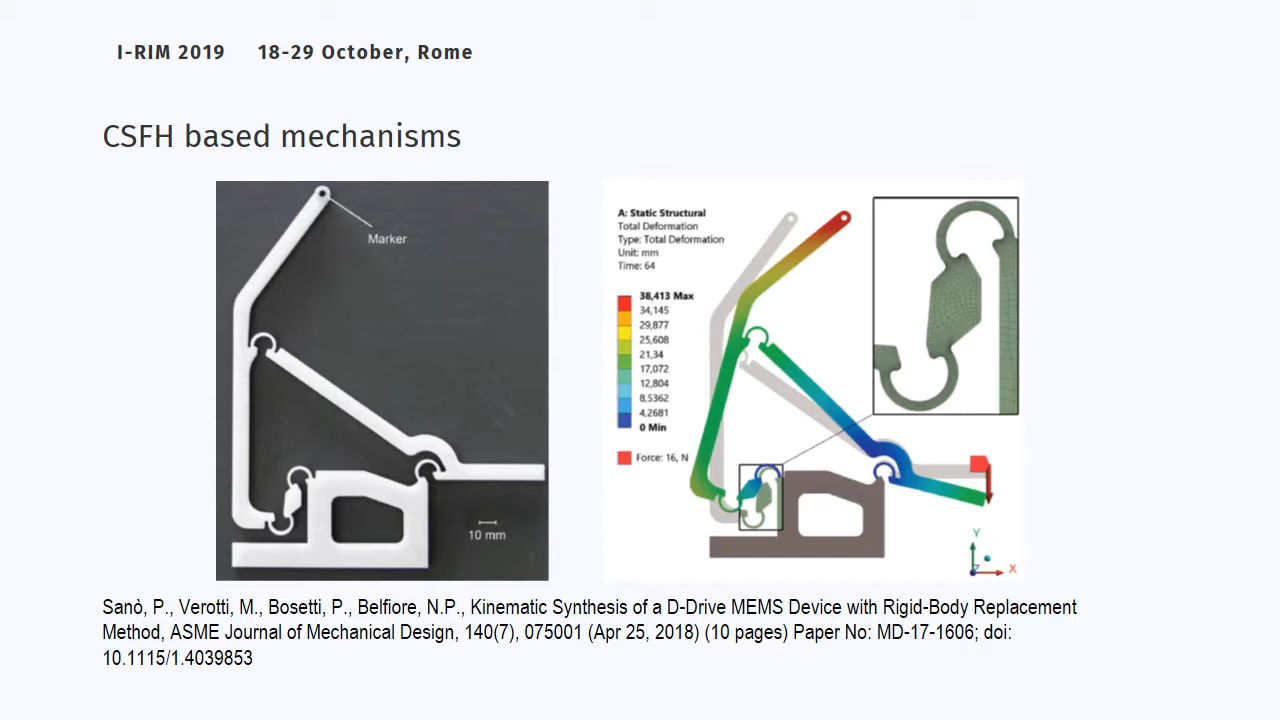 I-RIM 2019 18-29 October, Rome
CSFH based mechanisms
Marker
10 mm
A: Static Structural
Total Deformation
Type: Total Deformation
Unit: mm
Time: 64
38,413 Max
34,145
29,877
25,608
21,34
17,072
12,804
8,5362
4,2681
0 Min
Force: 16, N
Y
Z
X
Sanò, P., Verotti, M., Bosetti, P., Belfiore, N.P., Kinematic Synthesis of a D-Drive MEMS Device with Rigid-Body Replacement
Method, ASME Journal of Mechanical Design, 140(7), 075001 (Apr 25, 2018) (10 pages) Paper No: MD-17-1606; doi:
10.1115/1.4039853